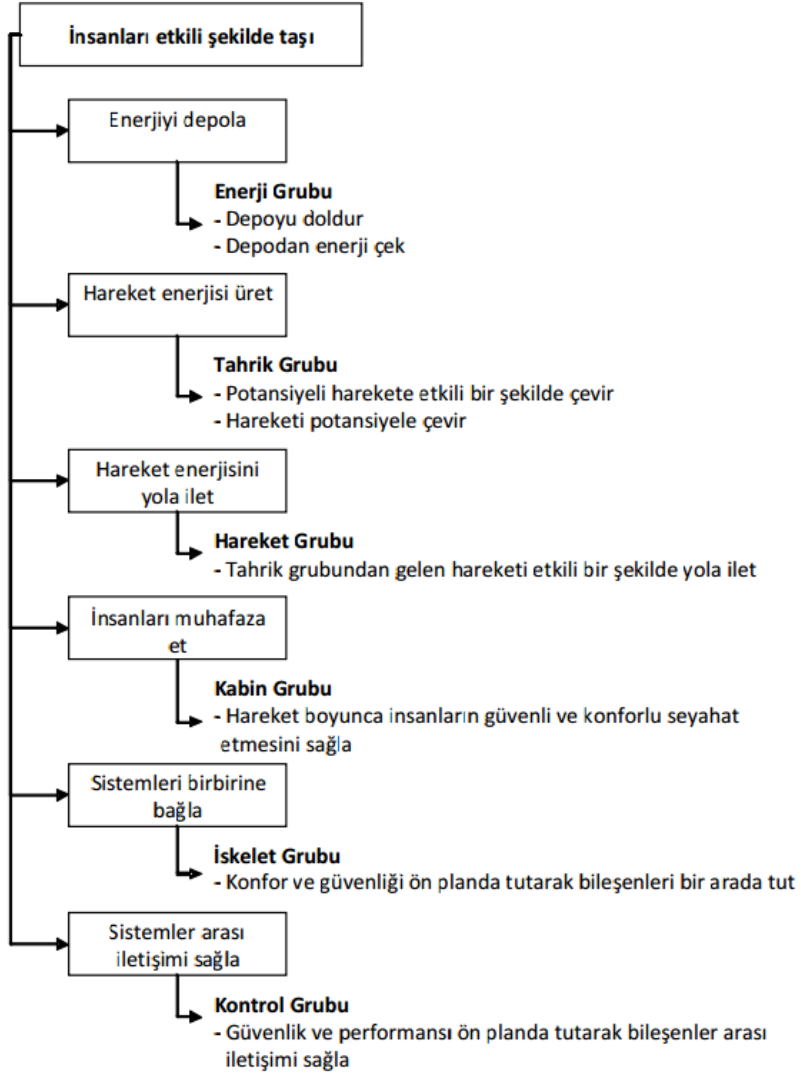 İnsanları etkili şekilde taşı
Enerjiyi depola
Enerji Grubu
- Depoyu doldur
- Depodan enerji çek
Hareket enerjisi üret
Tahrik Grubu
- Potansiyeli harekete etkili bir şekilde çevir
- Hareketi potansiyele çevir
Hareket enerjisini
yola ilet
Hareket Grubu
- Tahrik grubundan gelen hareketi etkili bir şekilde yola ilet
İnsanları muhafaza
et
Kabin Grubu
- Hareket boyunca insanların güvenli ve konforlu seyahat
etmesini sağla
Sistemleri birbirine
bağla
İskelet Grubu
- Konfor ve güvenliği ön planda tutarak bileşenleri bir arada tut
Sistemler arası
iletişimi sağla
Kontrol Grubu
- Güvenlik ve performansı ön planda tutarak bileşenler arası
iletişimi sağla